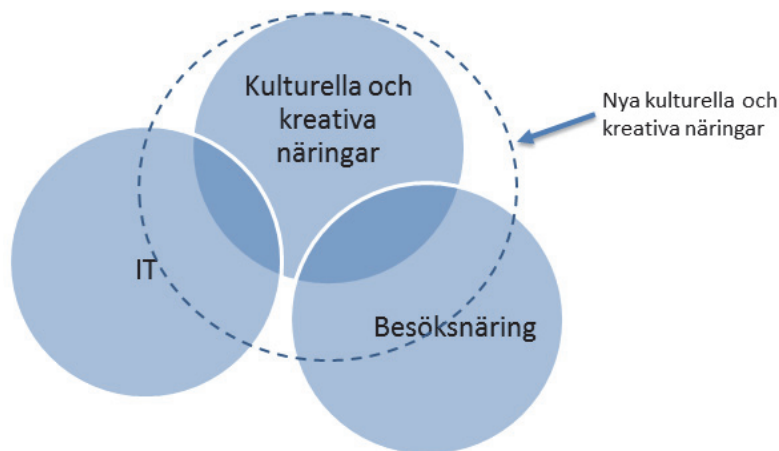 Kulturella och
kreativa
näringar
Nya kulturella och
kreativa näringar
IT
Besöksnäring